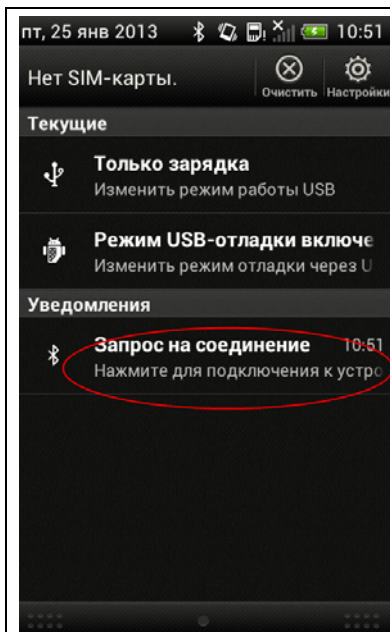 пт, 25 янв 2013 10:51
Нет SIM-карты.
Очистить Настройки
Текущие
Только зарядка
Изменить режим работы USB
Режим USB-отладки включе
Изменить режим отладки через U
Уведомления
Запрос на соединение 10:51
Нажмите для подключения к устро